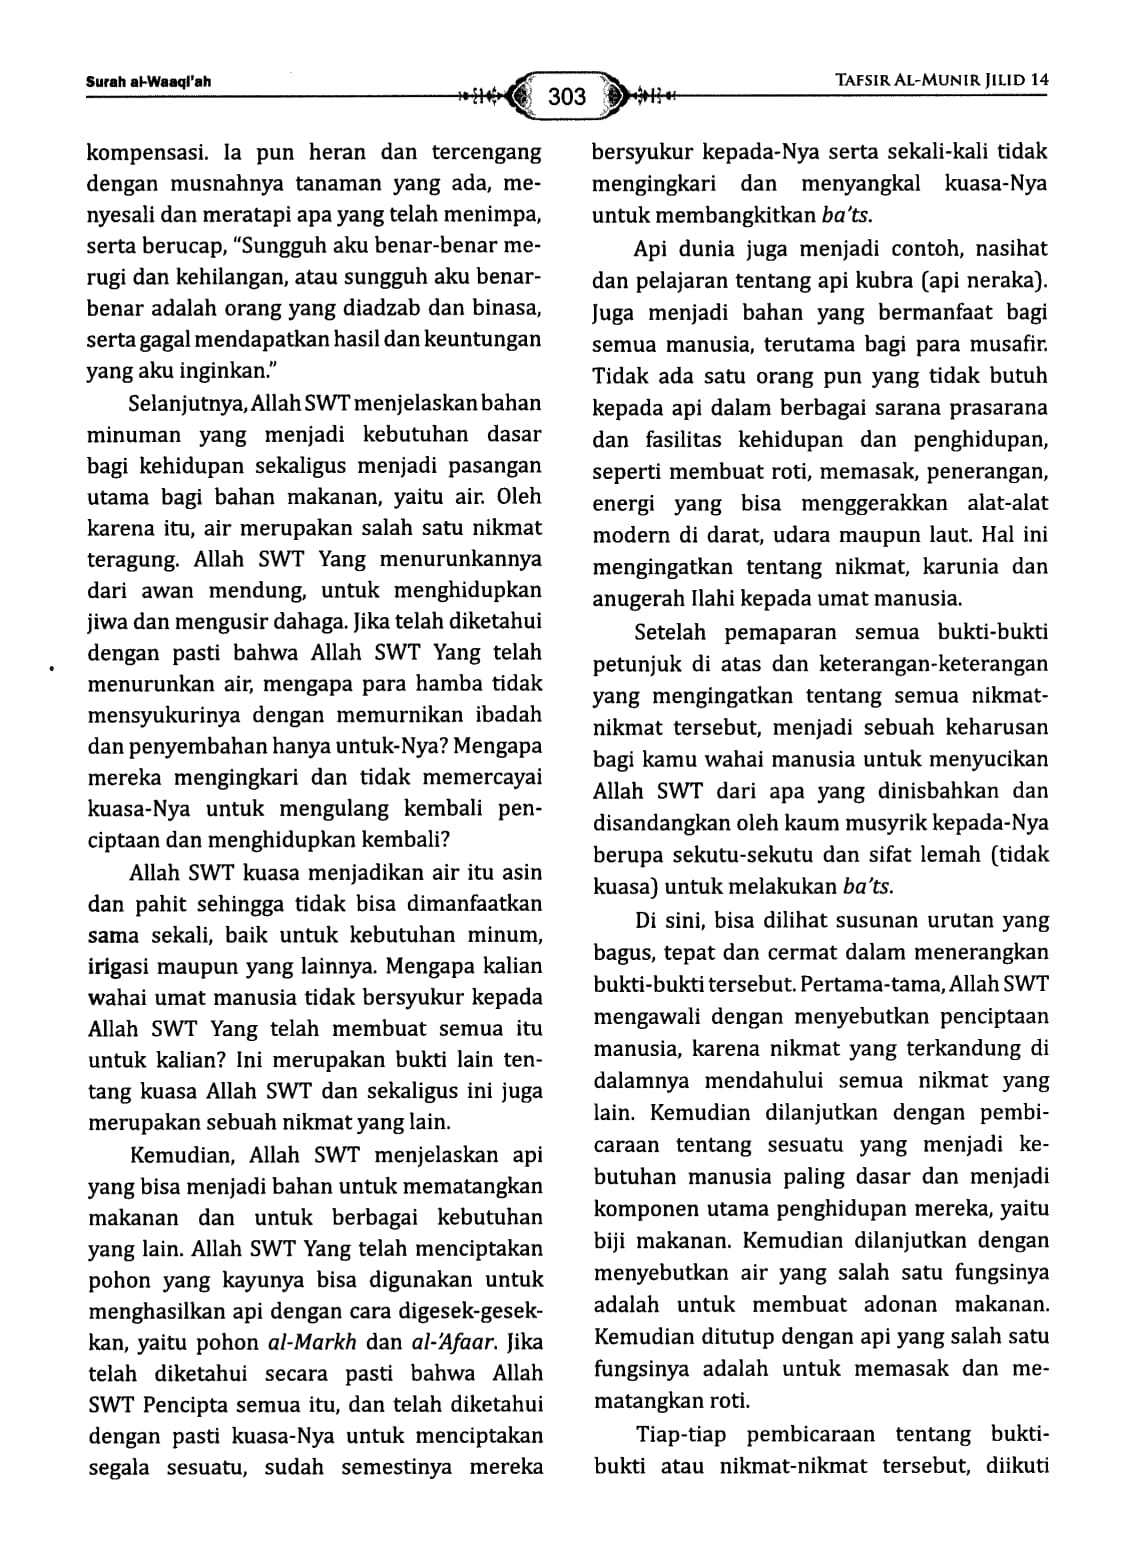 Surah al-Waaqi'ah
303
TAFSIR AL-MUNIR JILID 14
kompensasi. Ia pun heran dan tercengang
dengan musnahnya tanaman yang ada, me-
nyesali dan meratapi apa yang telah menimpa,
serta berucap, “Sungguh aku benar-benar me-
rugi dan kehilangan, atau sungguh aku benar-
benar adalah orang yang diadzab dan binasa,
serta gagal mendapatkan hasil dan keuntungan
yang aku inginkan.”
Selanjutnya, Allah SWT menjelaskan bahan
minuman yang menjadi kebutuhan dasar
bagi kehidupan sekaligus menjadi pasangan
utama bagi bahan makanan, yaitu air. Oleh
karena itu, air merupakan salah satu nikmat
teragung. Allah SWT Yang menurunkannya
dari awan mendung, untuk menghidupkan
jiwa dan mengusir dahaga. Jika telah diketahui
dengan pasti bahwa Allah SWT Yang telah
menurunkan air, mengapa para hamba tidak
mensyukurinya dengan memurnikan ibadah
dan penyembahan hanya untuk-Nya? Mengapa
mereka mengingkari dan tidak memercayai
kuasa-Nya untuk mengulang kembali pen-
ciptaan dan menghidupkan kembali?
Allah SWT kuasa menjadikan air itu asin
dan pahit sehingga tidak bisa dimanfaatkan
sama sekali, baik untuk kebutuhan minum,
irigasi maupun yang lainnya. Mengapa kalian
wahai umat manusia tidak bersyukur kepada
Allah SWT Yang telah membuat semua itu
untuk kalian? Ini merupakan bukti lain ten-
tang kuasa Allah SWT dan sekaligus ini juga
merupakan sebuah nikmat yang lain.
Kemudian, Allah SWT menjelaskan api
yang bisa menjadi bahan untuk mematangkan
makanan dan untuk berbagai kebutuhan
yang lain. Allah SWT Yang telah menciptakan
pohon yang kayunya bisa digunakan untuk
menghasilkan api dengan cara digesek-gesek-
kan, yaitu pohon al-Markh dan al-'Afaar. Jika
telah diketahui secara pasti bahwa Allah
SWT Pencipta semua itu, dan telah diketahui
dengan pasti kuasa-Nya untuk menciptakan
segala sesuatu, sudah semestinya mereka
bersyukur kepada-Nya serta sekali-kali tidak
mengingkari dan menyangkal kuasa-Nya
untuk membangkitkan ba'ts.
Api dunia juga menjadi contoh, nasihat
dan pelajaran tentang api kubra (api neraka).
Juga menjadi bahan yang bermanfaat bagi
semua manusia, terutama bagi para musafir.
Tidak ada satu orang pun yang tidak butuh
kepada api dalam berbagai sarana prasarana
dan fasilitas kehidupan dan penghidupan,
seperti membuat roti, memasak, penerangan,
energi yang bisa menggerakkan alat-alat
modern di darat, udara maupun laut. Hal ini
mengingatkan tentang nikmat, karunia dan
anugerah Ilahi kepada umat manusia.
Setelah pemaparan semua bukti-bukti
petunjuk di atas dan keterangan-keterangan
yang mengingatkan tentang semua nikmat-
nikmat tersebut, menjadi sebuah keharusan
bagi kamu wahai manusia untuk menyucikan
Allah SWT dari apa yang dinisbahkan dan
disandangkan oleh kaum musyrik kepada-Nya
berupa sekutu-sekutu dan sifat lemah (tidak
kuasa) untuk melakukan ba'ts.
Di sini, bisa dilihat susunan urutan yang
bagus, tepat dan cermat dalam menerangkan
bukti-bukti tersebut. Pertama-tama, Allah SWT
mengawali dengan menyebutkan penciptaan
manusia, karena nikmat yang terkandung di
dalamnya mendahului semua nikmat yang
lain. Kemudian dilanjutkan dengan pembi-
caraan tentang sesuatu yang menjadi ke-
butuhan manusia paling dasar dan menjadi
komponen utama penghidupan mereka, yaitu
biji makanan. Kemudian dilanjutkan dengan
menyebutkan air yang salah satu fungsinya
adalah untuk membuat adonan makanan.
Kemudian ditutup dengan api yang salah satu
fungsinya adalah untuk memasak dan me-
matangkan roti.
Tiap-tiap pembicaraan tentang bukti-
bukti atau nikmat-nikmat tersebut, diikuti